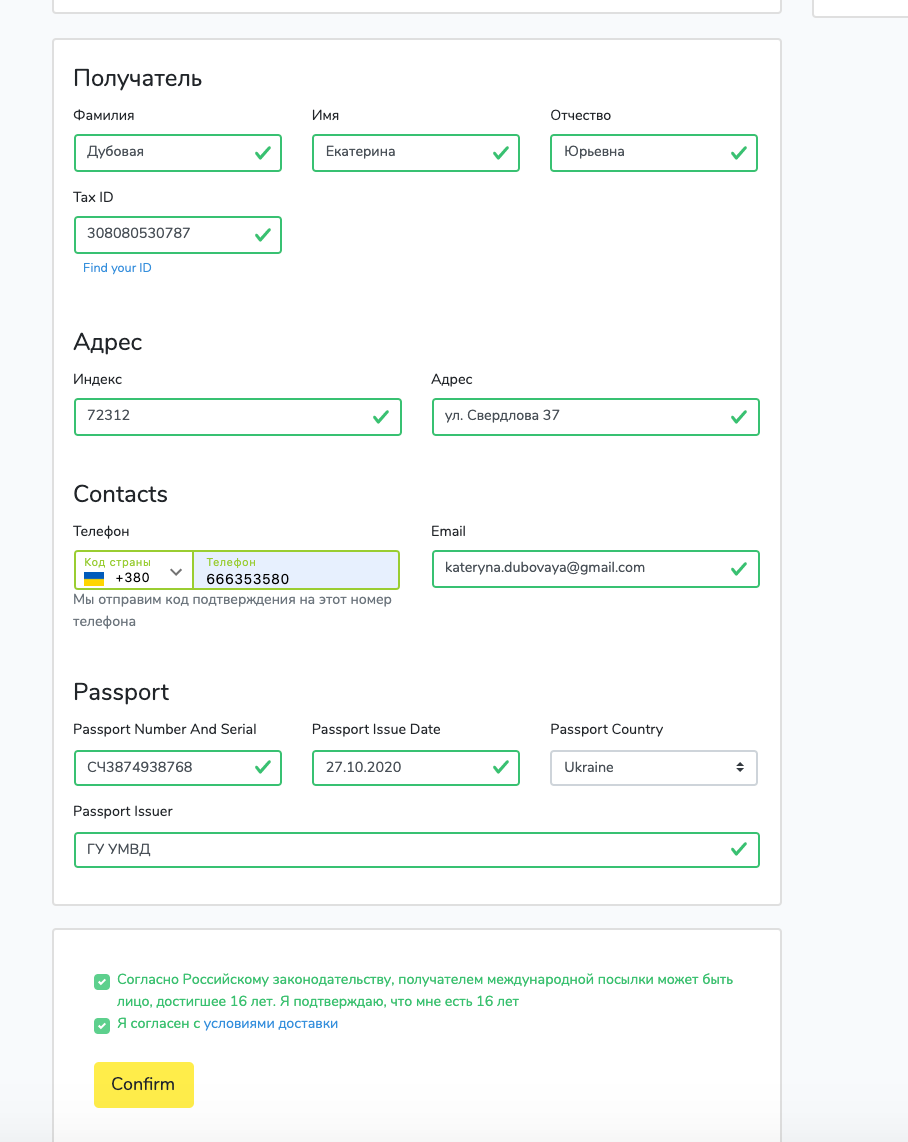 Получатель
Фамилия Имя Отчество
Дубовая Екатерина Юрьевна
Tax ID
308080530787
Find your ID
Адрес
Индекс Адрес
72312 ул. Свердлова 37
Contacts
Телефон Email
Код страны Телефон
+380 666353580 kateryna.dubovaya@gmail.com
Мы отправим код подтверждения на этот номер
телефона
Passport
Passport Number And Serial Passport Issue Date Passport Country
СЧ3874938768 27.10.2020 Ukraine
Passport Issuer
ГУ УМВД
Согласно Российскому законодательству, получателем международной посылки может быть
лицо, достигшее 16 лет. Я подтверждаю, что мне есть 16 лет
Я согласен с условиями доставки
Confirm